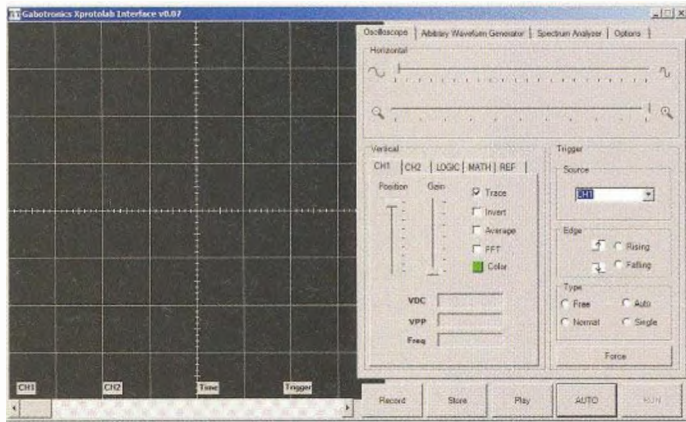 Gabotronics Xprotolab Interface v0.07
Oscilloscope Arbitrary Waveform Generator Spectrum Analyzer Options
Horizontal
Vertical
CH1 CH2 LOGIC MATH REF
Position Gain
Trace
Invert
Average
FFT
Color
VDC
VPP
Freq
Trigger
Source
CH1
Edge
Rising
Falling
Type
Free Auto
Normal Single
Force
CH1 CH2 Time Trigger
Record Store Play AUTO RUN